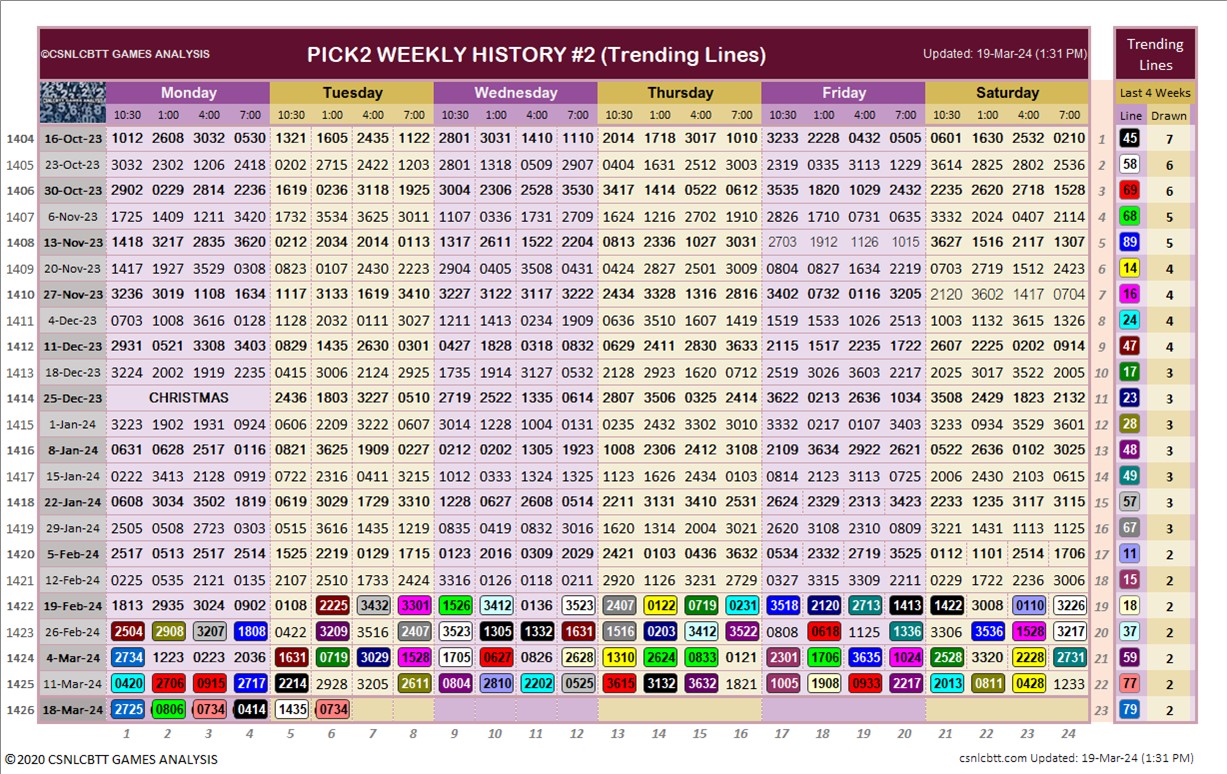 ©CSNLCBTT GAMES ANALYSIS PICK2 WEEKLY HISTORY #2 (Trending Lines) Updated: 19-Mar-24 (1:31 PM) Trending Lines
Monday Tuesday Wednesday Thursday Friday Saturday Last 4 Weeks
10:30 1:00 4:00 7:00 10:30 1:00 4:00 7:00 10:30 1:00 4:00 7:00 10:30 1:00 4:00 7:00 10:30 1:00 4:00 7:00 10:30 1:00 4:00 7:00 Line Drawn
1404 16-Oct-23 1012 2608 3032 0530 1321 1605 2435 1122 2801 3031 1410 1110 2014 1718 3017 1010 3233 2228 0432 0505 0601 1630 2532 0210 1 45 7
1405 23-Oct-23 3032 2302 1206 2418 0202 2715 2422 1203 2801 1318 0509 2907 0404 1631 2512 3003 2319 0335 3113 1229 3614 2825 2802 2536 2 58 6
1406 30-Oct-23 2902 0229 2814 2236 1619 0236 3118 1925 3004 2306 2528 3530 3417 1414 0522 0612 3535 1820 1029 2432 2235 2620 2718 1528 3 69 6
1407 6-Nov-23 1725 1409 1211 3420 1732 3534 3625 3011 1107 0336 1731 2709 1624 1216 2702 1910 2826 1710 0731 0635 3332 2024 0407 2114 4 68 5
1408 13-Nov-23 1418 3217 2835 3620 0212 2034 2014 0113 1317 2611 1522 2204 0813 2336 1027 3031 2703 1912 1126 1015 3627 1516 2117 1307 5 89 5
1409 20-Nov-23 1417 1927 3529 0308 0823 0107 2430 2223 2904 0405 3508 0431 0424 2827 2501 3009 0804 0827 1634 2219 0703 2719 1512 2423 6 14 4
1410 27-Nov-23 3236 3019 1108 1634 1117 3133 1619 3410 3227 3122 3117 3222 2434 3328 1316 2816 3402 0732 0116 3205 2120 3602 1417 0704 7 16 4
1411 4-Dec-23 0703 1008 3616 0128 1128 2032 0111 3027 1211 1413 0234 1909 0636 3510 1607 1419 1519 1533 1026 2513 1003 1132 3615 1326 8 24 4
1412 11-Dec-23 2931 0521 3308 3403 0829 1435 2630 0301 0427 1828 0318 0832 0629 2411 2830 3633 2115 1517 2235 1722 2607 2225 0202 0914 9 47 4
1413 18-Dec-23 3224 2002 1919 2235 0415 3006 2124 2925 1735 1914 3127 0532 2128 2923 1620 0712 2519 3026 3603 2217 2025 3017 3522 2005 10 17 3
1414 25-Dec-23 CHRISTMAS 2436 1803 3227 0510 2719 2522 1335 0614 2807 3506 0325 2414 3622 0213 2636 1034 3508 2429 1823 2132 11 23 3
1415 1-Jan-24 3223 1902 1931 0924 0606 2209 3222 0607 3014 1228 1004 0131 0235 2432 3302 3010 3332 0217 0107 3403 3233 0934 3529 3601 12 28 3
1416 8-Jan-24 0631 0628 2517 0116 0821 3625 1909 0227 0212 0202 1305 1923 1008 2306 2412 3108 2109 3634 2922 2621 0522 2636 0102 3025 13 48 3
1417 15-Jan-24 0222 3413 2128 0919 0722 2316 0411 3213 1012 0333 1324 1325 1123 1626 2434 0103 0814 2123 3113 0725 2006 2430 2103 0615 14 49 3
1418 22-Jan-24 0608 3034 3502 1819 0619 3029 1729 3310 1228 0627 2608 0514 2211 3131 3410 2531 2624 2329 2313 3423 2233 1235 3117 3115 15 57 3
1419 29-Jan-24 2505 0508 2723 0303 0515 3616 1435 1219 0835 0419 0832 3016 1620 1314 2004 3021 2620 3108 2310 0809 3221 1431 1113 1125 16 67 3
1420 5-Feb-24 2517 0513 2517 2514 1525 2219 0129 1715 0123 2016 0309 2029 2421 0103 0436 3632 0534 2332 2719 3525 0112 1101 2514 1706 17 11 2
1421 12-Feb-24 0225 0535 2121 0135 2107 2510 1733 2424 3316 0126 0118 0211 2920 1126 3231 2729 0327 3315 3309 2211 0229 1722 2236 3006 18 15 2
1422 19-Feb-24 1813 2935 3024 0902 0108 2225 3432 3301 1526 3412 0136 3523 2407 0122 0719 0231 3518 2120 2713 1413 1422 3008 0110 3226 19 18 2
1423 26-Feb-24 2504 2908 3207 1808 0422 3209 3516 2407 3523 1305 1332 1631 1516 0203 3412 3522 0808 0618 1125 1336 3306 3536 1528 3217 20 37 2
1424 4-Mar-24 2734 1223 0223 2036 1631 0719 3029 1528 1705 0627 0826 2628 1310 2624 0833 0121 2301 1706 3635 1024 2528 3320 2228 2731 21 59 2
1425 11-Mar-24 0420 2706 0915 2717 2214 2928 3205 2611 0804 2810 2202 0525 3615 3132 3632 1821 1005 1908 0933 2217 2013 0811 0428 1233 22 77 2
1426 18-Mar-24 2725 0806 0734 0414 1435 0734 23 79 2
1 2 3 4 5 6 7 8 9 10 11 12 13 14 15 16 17 18 19 20 21 22 23 24
©2020 CSNLCBTT GAMES ANALYSIS csnlcbtt.com Updated: 19-Mar-24 (1:31 PM)